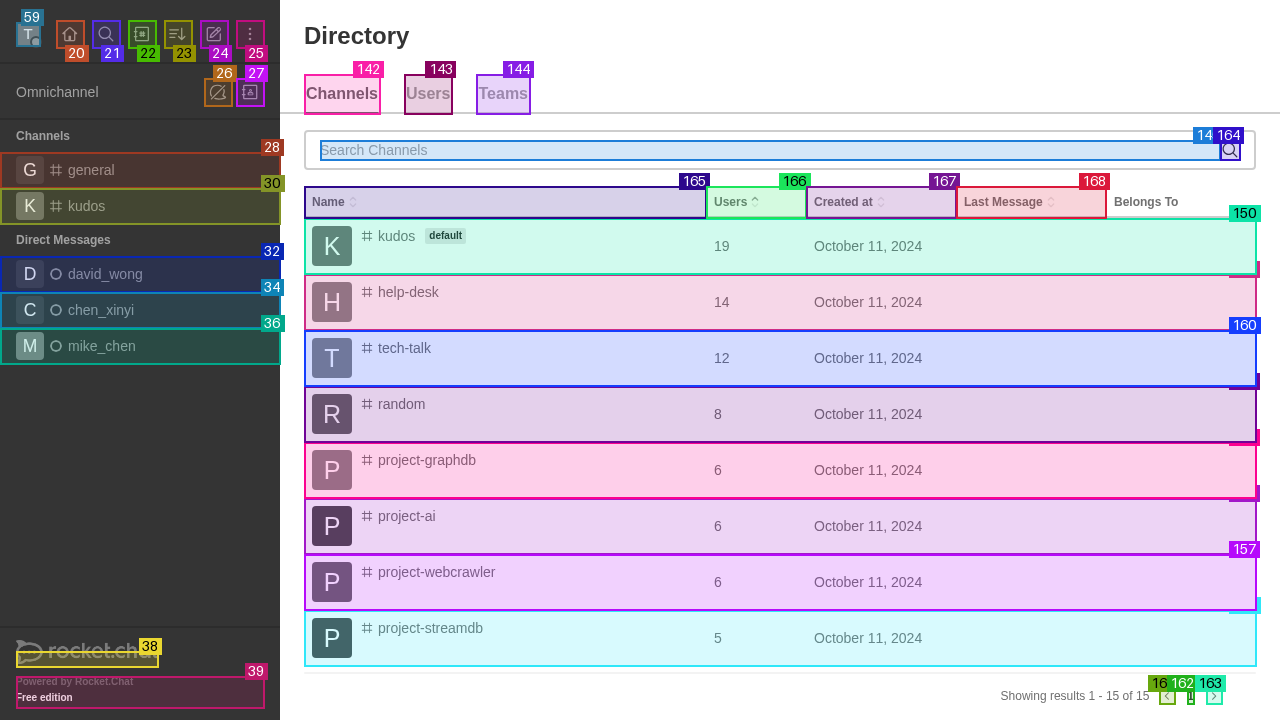 59
T
20
21
22
23
24
25
Omnichannel
26
27
Channels
28
G general
30
K kudos
Direct Messages
32
D david_wong
34
C chen_xinyi
36
M mike_chen
38
rocket.chat
39
Powered by Rocket.Chat
Free edition
Directory
142
143
144
Channels
Users
Teams
164
Search Channels
165
166
167
168
Name
Users
Created at
Last Message
Belongs To
150
K kudos default 19 October 11, 2024
H help-desk 14 October 11, 2024
160
T tech-talk 12 October 11, 2024
R random 8 October 11, 2024
P project-graphdb 6 October 11, 2024
P project-ai 6 October 11, 2024
157
P project-webcrawler 6 October 11, 2024
P project-streamdb 5 October 11, 2024
162
163
Showing results 1 - 15 of 15
1